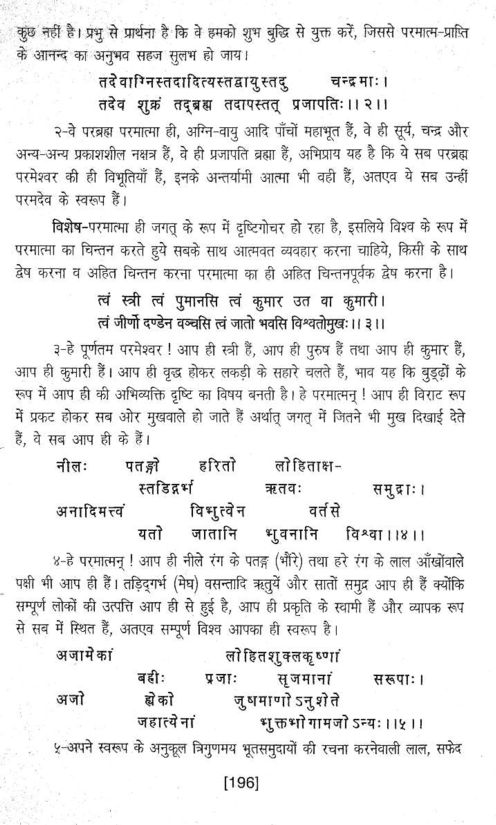 कुछ नहीं है। प्रभु से प्रार्थना है कि वे हमको शुभ बुद्धि से युक्त करें, जिससे परमात्म-प्राप्ति
के आनन्द का अनुभव सहज सुलभ हो जाय।
तदेवाग्निस्तदादित्यस्तद्वायुस्तदु चन्द्रमाः।
तदेव शुक्रं तद्ब्रह्म तदापस्तत् प्रजापतिः।। २।।
२-वे परब्रह्म परमात्मा ही, अग्नि-वायु आदि पाँचों महाभूत हैं, वे ही सूर्य, चन्द्र और
अन्य-अन्य प्रकाशशील नक्षत्र हैं, वे ही प्रजापति ब्रह्मा हैं, अभिप्राय यह है कि ये सब परब्रह्म
परमेश्वर की ही विभूतियाँ हैं, इनके अन्तर्यामी आत्मा भी वही हैं, अतएव ये सब उन्हीं
परमदेव के स्वरूप हैं।
विशेष-परमात्मा ही जगत् के रूप में दृष्टिगोचर हो रहा है, इसलिये विश्व के रूप में
परमात्मा का चिन्तन करते हुये सबके साथ आत्मवत व्यवहार करना चाहिये, किसी के साथ
द्वेष करना व अहित चिन्तन करना परमात्मा का ही अहित चिन्तनपूर्वक द्वेष करना है।
त्वं स्त्री त्वं पुमानसि त्वं कुमार उत वा कुमारी।
त्वं जीर्णो दण्डेन वञ्चसि त्वं जातो भवसि विश्वतोमुखः।। ३।।
३-हे पूर्णतम परमेश्वर ! आप ही स्त्री हैं, आप ही पुरुष हैं तथा आप ही कुमार हैं,
आप ही कुमारी हैं। आप ही वृद्ध होकर लकड़ी के सहारे चलते हैं, भाव यह कि बुड्ढों के
रूप में आप ही की अभिव्यक्ति दृष्टि का विषय बनती है। हे परमात्मन् ! आप ही विराट रूप
में प्रकट होकर सब ओर मुखवाले हो जाते हैं अर्थात् जगत् में जितने भी मुख दिखाई देते
हैं, वे सब आप ही के हैं।
नीलः पतङ्गो हरितो लोहिताक्ष-
स्तडिद्गर्भ ऋतवः समुद्राः।
अनादिमत्त्वं विभुत्वेन वर्तसे
यतो जातानि भुवनानि विश्वा।।४।।
४-हे परमात्मन् ! आप ही नीले रंग के पतङ्ग (भौंरे) तथा हरे रंग के लाल आँखोंवाले
पक्षी भी आप ही हैं। तड़िद्गर्भ (मेघ) वसन्तादि ऋतुयें और सातों समुद्र आप ही हैं क्योंकि
सम्पूर्ण लोकों की उत्पत्ति आप ही से हुई है, आप ही प्रकृति के स्वामी हैं और व्यापक रूप
से सब में स्थित हैं, अतएव सम्पूर्ण विश्व आपका ही स्वरूप है।
अजामेकां लोहितशुक्लकृष्णां
बह्वीः प्रजाः सृजमानां सरूपाः।
अजो ह्येको जुषमाणोऽनुशेते
जहात्येनां भुक्तभोगामजोऽन्यः।।५।।
५-अपने स्वरूप के अनुकूल त्रिगुणमय भूतसमुदायों की रचना करनेवाली लाल, सफेद
[196]